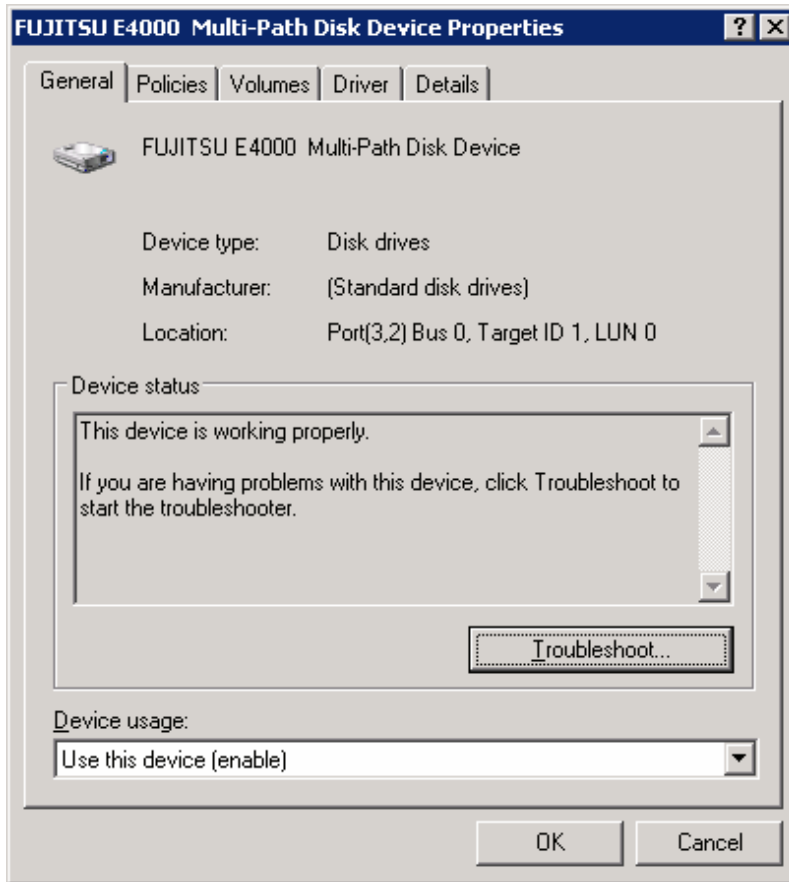 FUJITSU E4000  Multi-Path Disk Device Properties
General
Policies
Volumes
Driver
Details
FUJITSU E4000  Multi-Path Disk Device
Device type: Disk drives
Manufacturer: (Standard disk drives)
Location: Port(3,2) Bus 0, Target ID 1, LUN 0
Device status
This device is working properly.
If you are having problems with this device, click Troubleshoot to
start the troubleshooter.
Troubleshoot...
Device usage:
Use this device (enable)
OK
Cancel